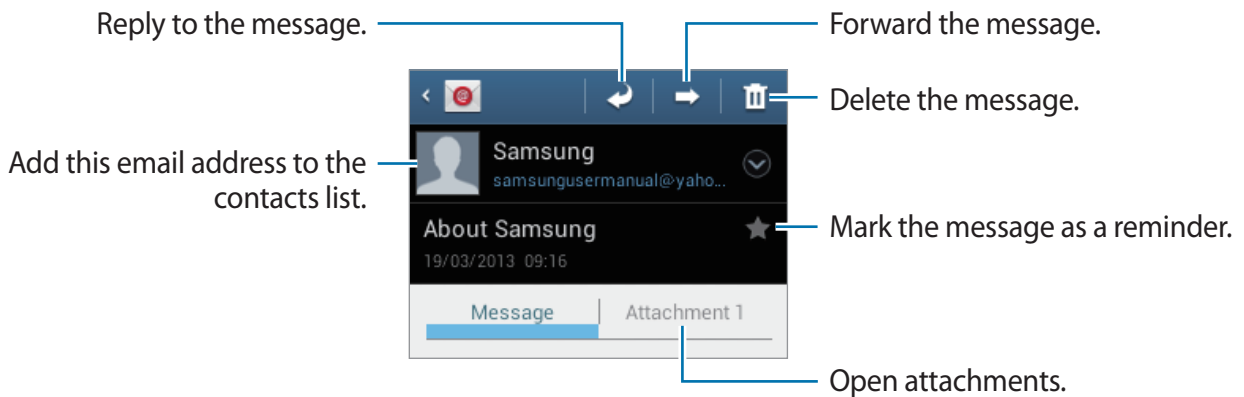 Reply to the message.
Forward the message.
Delete the message.
Samsung
samsungusermanual@yaho...
Add this email address to the
contacts list.
About Samsung
19/03/2013 09:16
Mark the message as a reminder.
Message
Attachment 1
Open attachments.